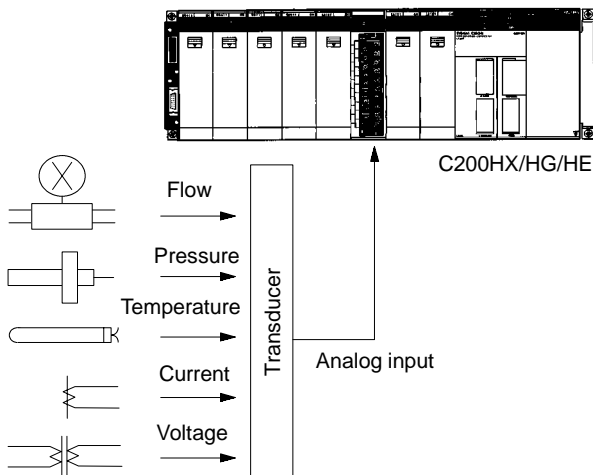 C200HX/HG/HE
Flow
Pressure
Temperature
Current
Voltage
Transducer
Analog input